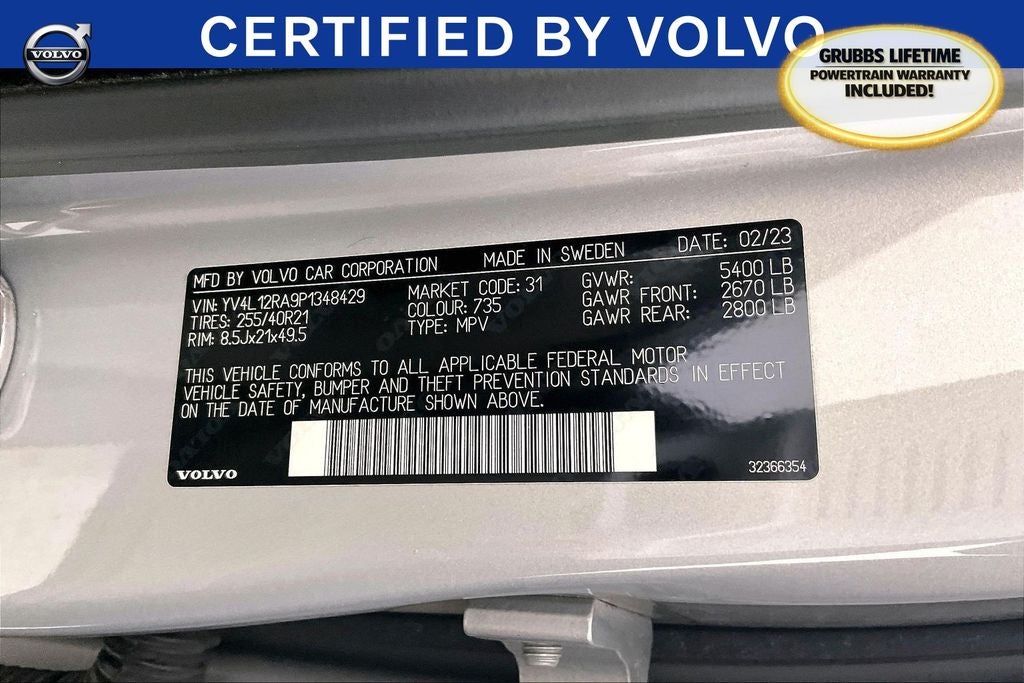 CERTIFIED BY VOLVO
VOLVO
GRUBBS LIFETIME
POWERTRAIN WARRANTY
INCLUDED!
MFD BY VOLVO CAR CORPORATION MADE IN SWEDEN DATE: 02/23
VIN: YV4L12RA9P1348429 MARKET CODE: 31 GVWR: 5400 LB
TIRES: 255/40R21 COLOUR: 735 GAWR FRONT: 2670 LB
RIM: 8.5Jx21x49.5 TYPE: MPV GAWR REAR: 2800 LB
THIS VEHICLE CONFORMS TO ALL APPLICABLE FEDERAL MOTOR
VEHICLE SAFETY, BUMPER AND THEFT PREVENTION STANDARDS IN EFFECT
ON THE DATE OF MANUFACTURE SHOWN ABOVE.
VOLVO 32366354